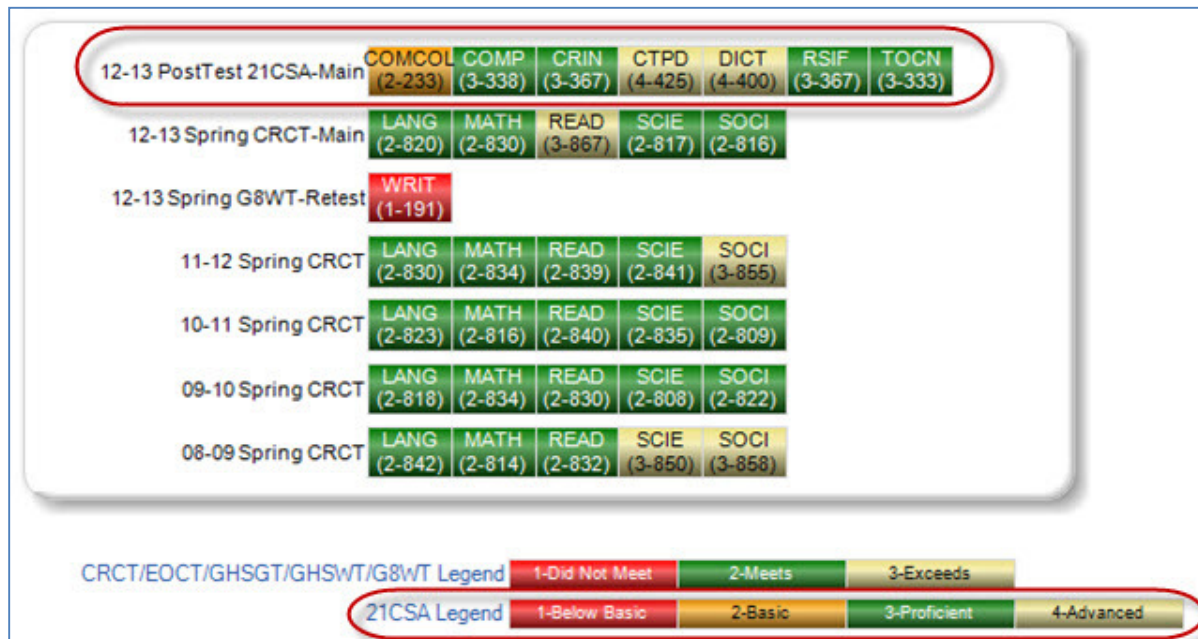 COMCOL COMP CRIN CTPD DICT RSIF TOCN
12-13 PostTest 21CSA-Main (2-233) (3-338) (3-367) (4-425) (4-400) (3-367) (3-333)
LANG MATH READ SCIE SOCI
12-13 Spring CRCT-Main (2-820) (2-830) (3-867) (2-817) (2-816)
WRIT
12-13 Spring G8WT-Retest (1-191)
LANG MATH READ SCIE SOCI
11-12 Spring CRCT (2-830) (2-834) (2-839) (2-841) (3-855)
LANG MATH READ SCIE SOCI
10-11 Spring CRCT (2-823) (2-816) (2-840) (2-835) (2-809)
LANG MATH READ SCIE SOCI
09-10 Spring CRCT (2-818) (2-834) (2-830) (2-808) (2-822)
LANG MATH READ SCIE SOCI
08-09 Spring CRCT (2-842) (2-814) (2-832) (3-850) (3-858)
CRCT/EOCT/GHSGT/GHSWT/G8WT Legend 1-Did Not Meet 2-Meets 3-Exceeds
21CSA Legend 1-Below Basic 2-Basic 3-Proficient 4-Advanced